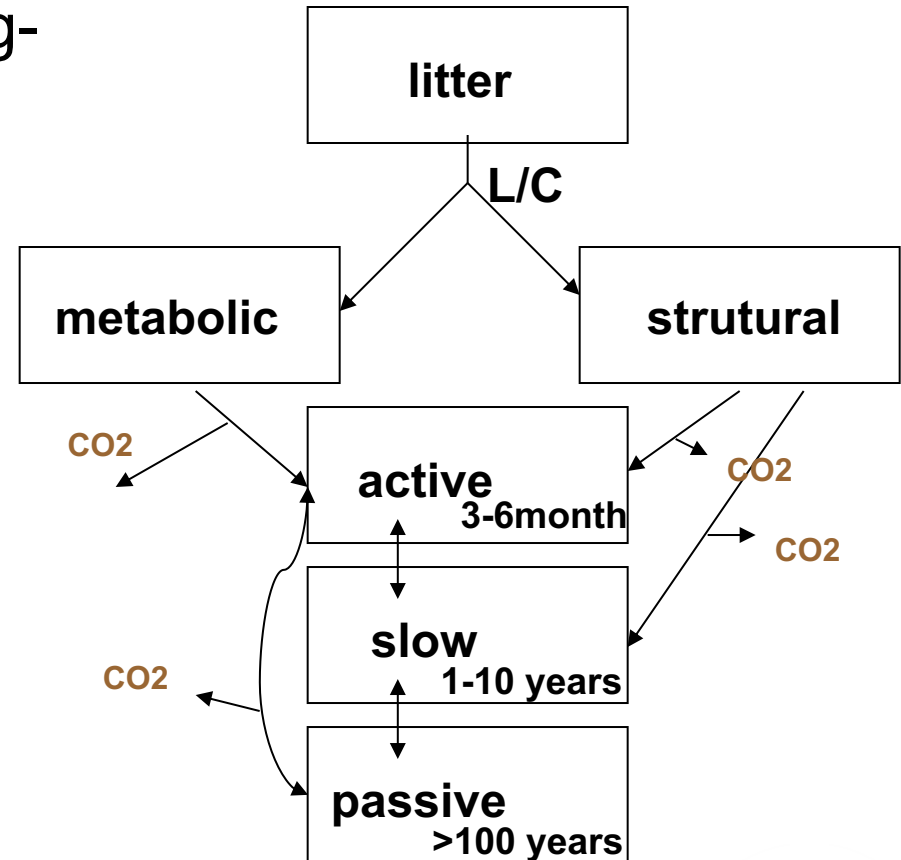 g-
litter
L/C
metabolic
strutural
CO2
active
3-6month
CO2
CO2
slow
1-10 years
CO2
passive
>100 years